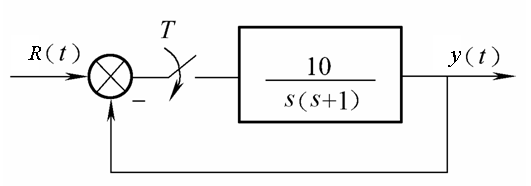 T
R(t)
y(t)
10
s(s+1)
−